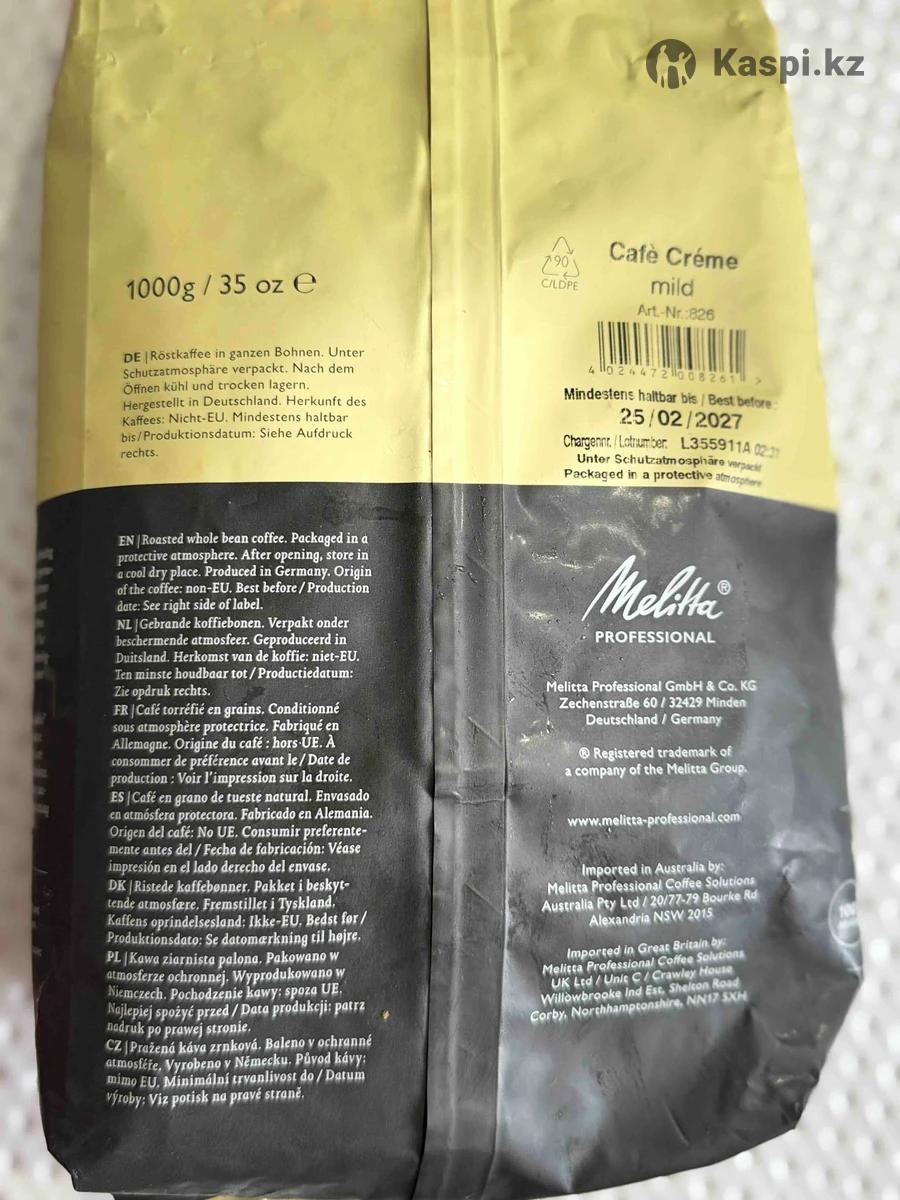 Kaspi.kz
1000g / 35 oz ℮
DE | Röstkaffee in ganzen Bohnen. Unter
Schutzatmosphäre verpackt. Nach dem
Öffnen kühl und trocken lagern.
Hergestellt in Deutschland. Herkunft des
Kaffees: Nicht-EU. Mindestens haltbar
bis/Produktionsdatum: Siehe Aufdruck
rechts.
90
C/LDPE
Cafè Créme
mild
Art.-Nr.:826
4 024472 008261 >
Mindestens haltbar bis / Best before:
25/02/2027
Chargennr. / Lotnumber: L355911A 02:31
Unter Schutzatmosphäre verpackt
Packaged in a protective atmosphere
EN | Roasted whole bean coffee. Packaged in a
protective atmosphere. After opening, store in
a cool dry place. Produced in Germany. Origin
of the coffee: non-EU. Best before / Production
date: See right side of label.
NL | Gebrande koffiebonen. Verpakt onder
beschermende atmosfeer. Geproduceerd in
Duitsland. Herkomst van de koffie: niet-EU.
Ten minste houdbaar tot / Productiedatum:
Zie opdruk rechts.
FR | Café torréfié en grains. Conditionné
sous atmosphère protectrice. Fabriqué en
Allemagne. Origine du café : hors-UE. À
consommer de préférence avant le / Date de
production : Voir l'impression sur la droite.
ES | Café en grano de tueste natural. Envasado
en atmósfera protectora. Fabricado en Alemania.
Origen del café: No UE. Consumir preferente-
mente antes del / Fecha de fabricación: Véase
impresión en el lado derecho del envase.
DK | Ristede kaffebønner. Pakket i beskyt-
tende atmosfære. Fremstillet i Tyskland.
Kaffens oprindelsesland: Ikke-EU. Bedst før /
Produktionsdato: Se datomærkning til højre.
PL | Kawa ziarnista palona. Pakowano w
atmosferze ochronnej. Wyprodukowano w
Niemczech. Pochodzenie kawy: spoza UE.
Najlepiej spożyć przed / Data produkcji: patrz
nadruk po prawej stronie.
CZ | Pražená káva zrnková. Baleno v ochranné
atmosféře. Vyrobeno v Německu. Původ kávy:
mimo EU. Minimální trvanlivost do / Datum
výroby: Viz potisk na pravé straně.
Melitta®
PROFESSIONAL
Melitta Professional GmbH & Co. KG
Zechenstraße 60 / 32429 Minden
Deutschland / Germany
® Registered trademark of
a company of the Melitta Group.
www.melitta-professional.com
Imported in Australia by:
Melitta Professional Coffee Solutions
Australia Pty Ltd / 20/77-79 Bourke Rd
Alexandria NSW 2015
Imported in Great Britain by:
Melitta Professional Coffee Solutions
UK Ltd / Unit C / Crawley House
Willowbrooke Ind Est, Shelton Road
Corby, Northhamptonshire, NN17 5XH